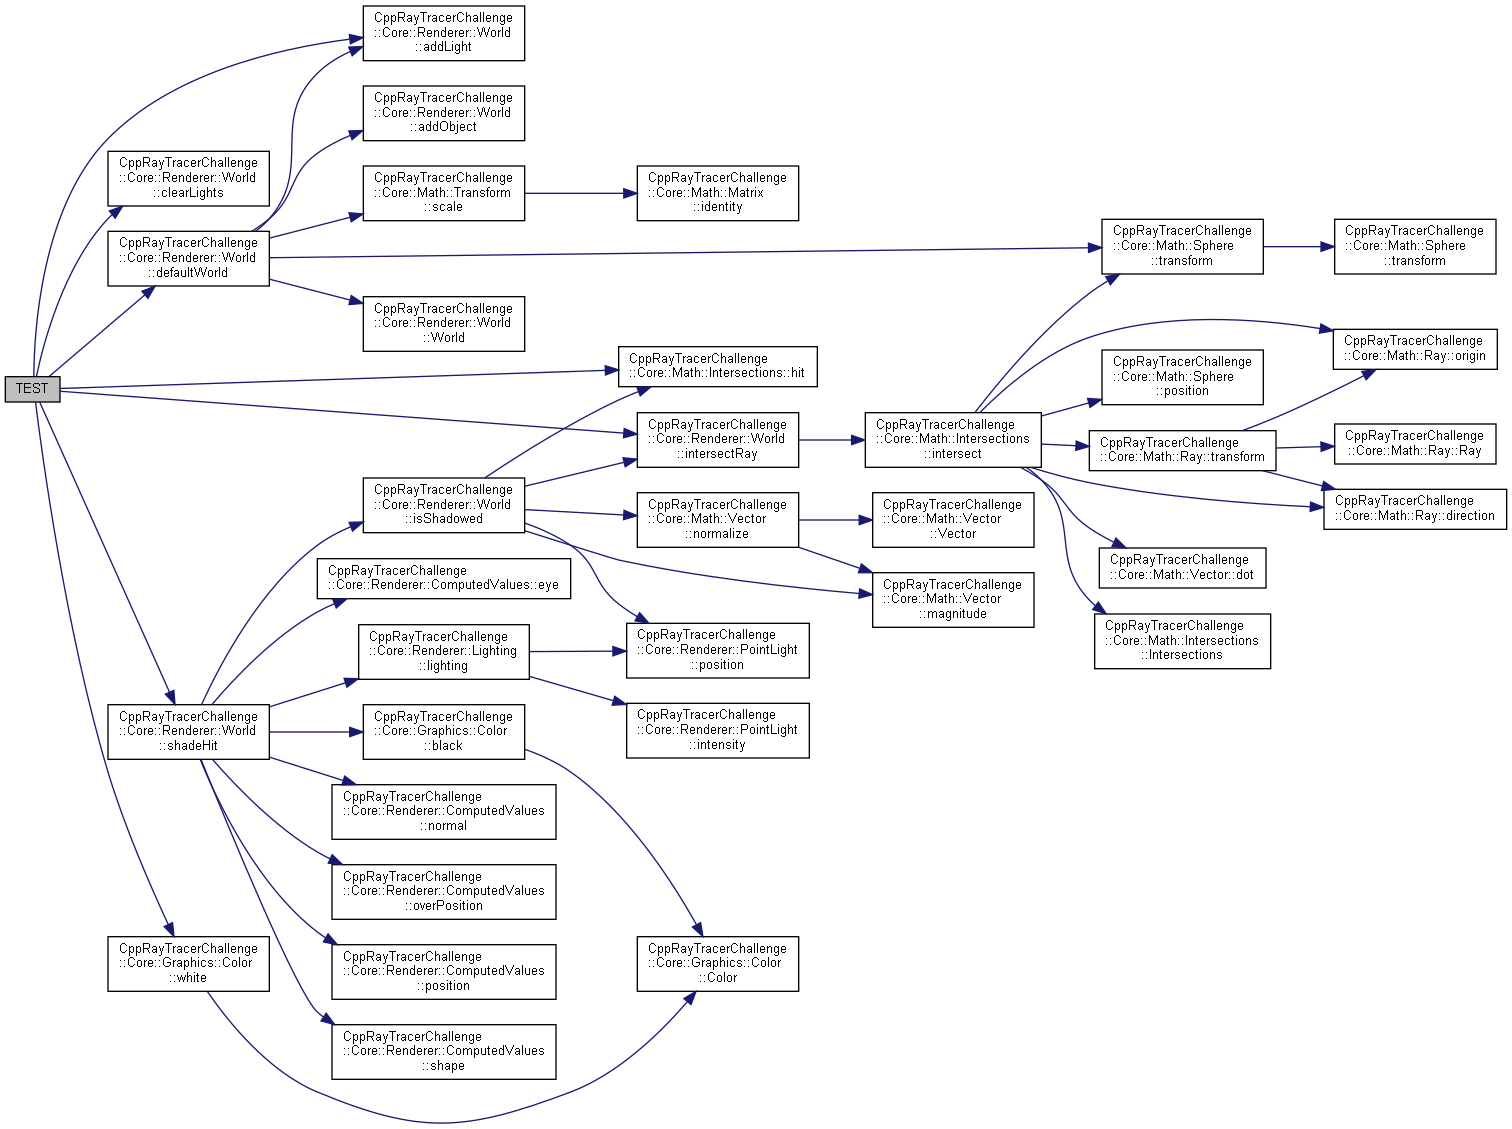 CppRayTracerChallenge
::Core::Renderer::World
::addLight
CppRayTracerChallenge
::Core::Renderer::World
::addObject
CppRayTracerChallenge
::Core::Renderer::World
::clearLights
CppRayTracerChallenge
::Core::Math::Transform
::scale
CppRayTracerChallenge
::Core::Math::Matrix
::identity
CppRayTracerChallenge
::Core::Renderer::World
::defaultWorld
CppRayTracerChallenge
::Core::Math::Sphere
::transform
CppRayTracerChallenge
::Core::Math::Sphere
::transform
CppRayTracerChallenge
::Core::Renderer::World
::World
TEST
CppRayTracerChallenge
::Core::Math::Intersections::hit
CppRayTracerChallenge
::Core::Math::Ray::origin
CppRayTracerChallenge
::Core::Math::Sphere
::position
CppRayTracerChallenge
::Core::Renderer::World
::intersectRay
CppRayTracerChallenge
::Core::Math::Intersections
::intersect
CppRayTracerChallenge
::Core::Math::Ray::transform
CppRayTracerChallenge
::Core::Math::Ray::Ray
CppRayTracerChallenge
::Core::Renderer::World
::isShadowed
CppRayTracerChallenge
::Core::Math::Vector
::normalize
CppRayTracerChallenge
::Core::Math::Vector
::Vector
CppRayTracerChallenge
::Core::Math::Ray::direction
CppRayTracerChallenge
::Core::Renderer::ComputedValues::eye
CppRayTracerChallenge
::Core::Math::Vector
::magnitude
CppRayTracerChallenge
::Core::Math::Vector::dot
CppRayTracerChallenge
::Core::Renderer::Lighting
::lighting
CppRayTracerChallenge
::Core::Renderer::PointLight
::position
CppRayTracerChallenge
::Core::Math::Intersections
::Intersections
CppRayTracerChallenge
::Core::Renderer::World
::shadeHit
CppRayTracerChallenge
::Core::Graphics::Color
::black
CppRayTracerChallenge
::Core::Renderer::PointLight
::intensity
CppRayTracerChallenge
::Core::Renderer::ComputedValues
::normal
CppRayTracerChallenge
::Core::Renderer::ComputedValues
::overPosition
CppRayTracerChallenge
::Core::Graphics::Color
::white
CppRayTracerChallenge
::Core::Renderer::ComputedValues
::position
CppRayTracerChallenge
::Core::Graphics::Color
::Color
CppRayTracerChallenge
::Core::Renderer::ComputedValues
::shape